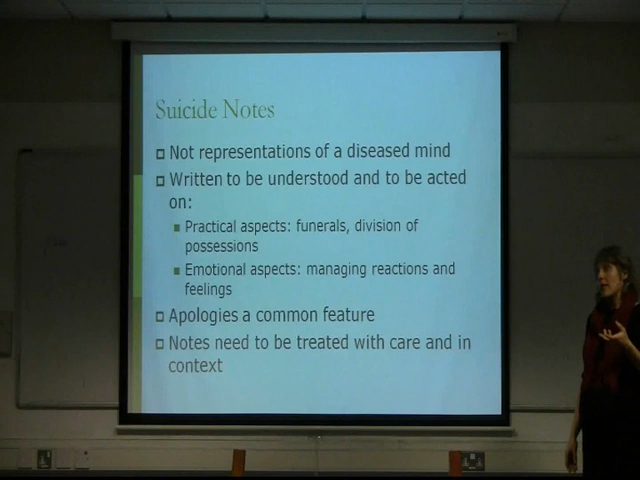 Suicide Notes
Not representations of a diseased mind
Written to be understood and to be acted
on:
Practical aspects: funerals, division of
possessions
Emotional aspects: managing reactions and
feelings
Apologies a common feature
Notes need to be treated with care and in
context